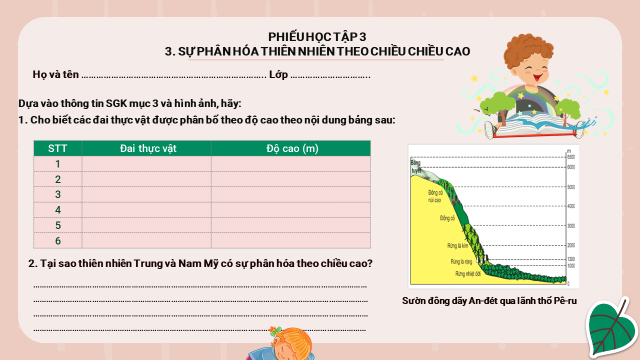 PHIẾU HỌC TẬP 3
3. SỰ PHÂN HÓA THIÊN NHIÊN THEO CHIỀU CHIỀU CAO
Họ và tên ................................................................. Lớp .............................
Dựa vào thông tin SGK mục 3 và hình ảnh, hãy:
1. Cho biết các đai thực vật được phân bố theo độ cao theo nội dung bảng sau:
STT Đai thực vật Độ cao (m)
1
2
3
4
5
6
Băng tuyết
Đồng cỏ núi cao
Đồng cỏ
Rừng lá kim
Rừng lá rộng
Rừng nhiệt đới
m
6500
6000
5000
4000
3000
2000
1300
1000
0
Sườn đông dãy An-đét qua lãnh thổ Pê-ru
2. Tại sao thiên nhiên Trung và Nam Mỹ có sự phân hóa theo chiều cao?